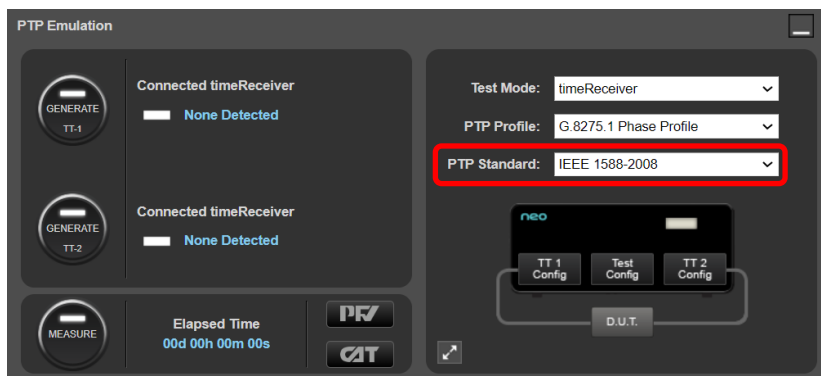 PTP Emulation
GENERATE
TT-1
Connected timeReceiver
None Detected
GENERATE
TT-2
Connected timeReceiver
None Detected
MEASURE
Elapsed Time
00d 00h 00m 00s
PFV
CAT
Test Mode: timeReceiver
PTP Profile: G.8275.1 Phase Profile
PTP Standard: IEEE 1588-2008
neo
TT 1
Config
Test
Config
TT 2
Config
D.U.T.